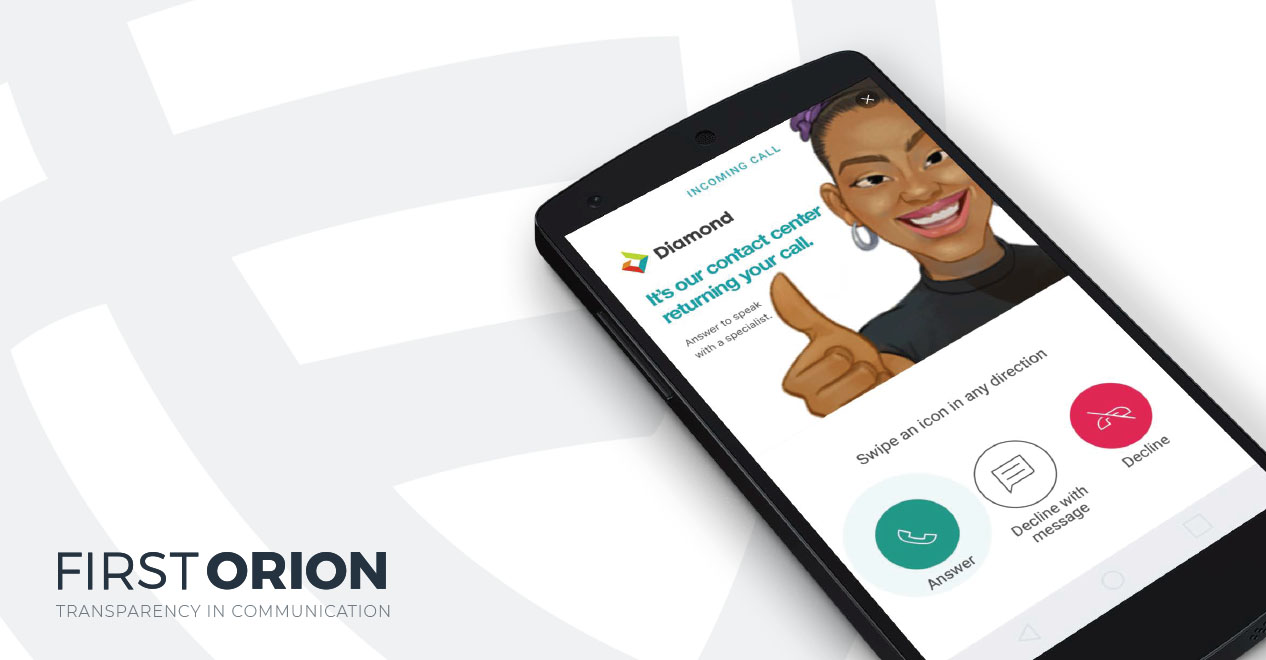 INCOMING CALL
Diamond
It's our contact center
returning your call.
Answer to speak
with a specialist.
Swipe an icon in any direction
Answer
Decline with
message
Decline
FIRST ORION
TRANSPARENCY IN COMMUNICATION